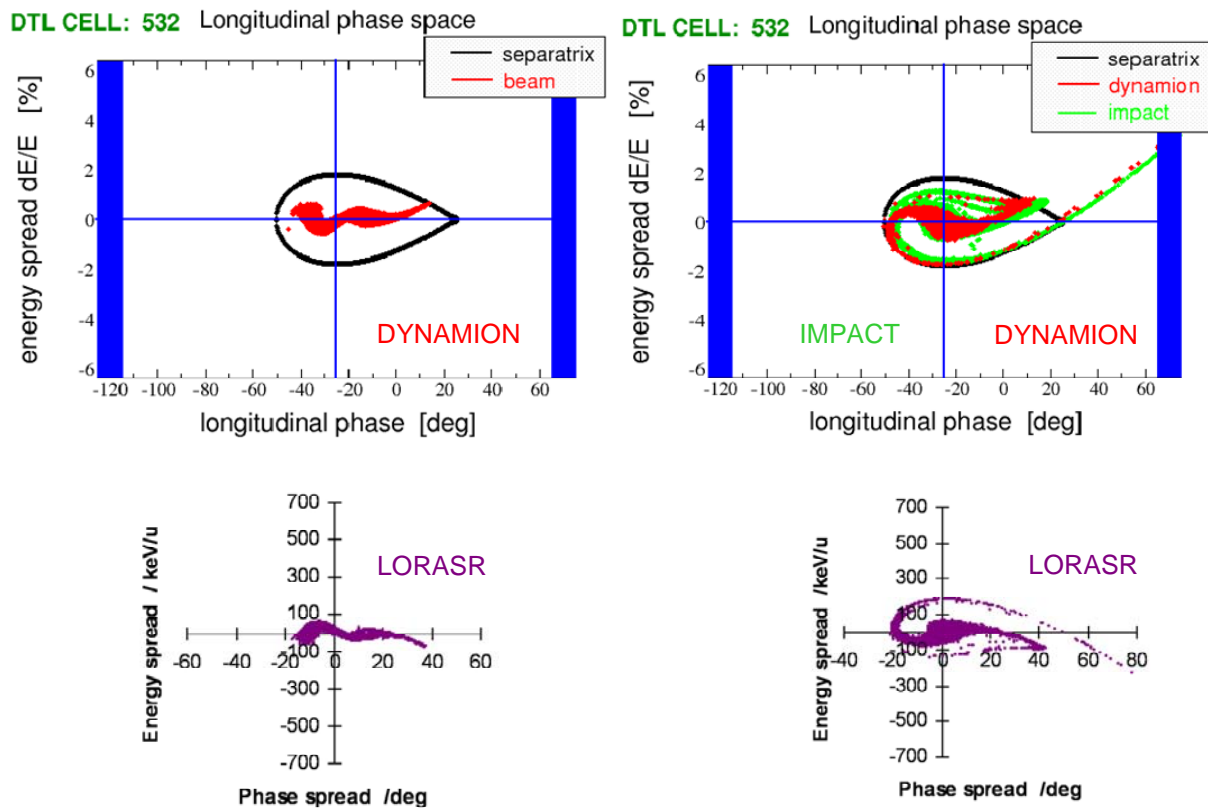 DTL CELL: 532 Longitudinal phase space
separatrix
beam
energy spread dE/E [%]
6
4
2
0
-2
-4
-6
DYNAMION
-120 -100 -80 -60 -40 -20 0 20 40 60
longitudinal phase [deg]
DTL CELL: 532 Longitudinal phase space
separatrix
dynamion
impact
energy spread dE/E [%]
6
4
2
0
-2
-4
-6
IMPACT DYNAMION
-120 -100 -80 -60 -40 -20 0 20 40 60
longitudinal phase [deg]
Energy spread / keV/u
700
500
300
100
-100
-300
-500
-700
LORASR
-60 -40 -20 0 20 40 60
Phase spread /deg
Energy spread /keV/u
700
500
300
100
-100
-300
-500
-700
LORASR
-40 -20 0 20 40 60 80
Phase spread /deg